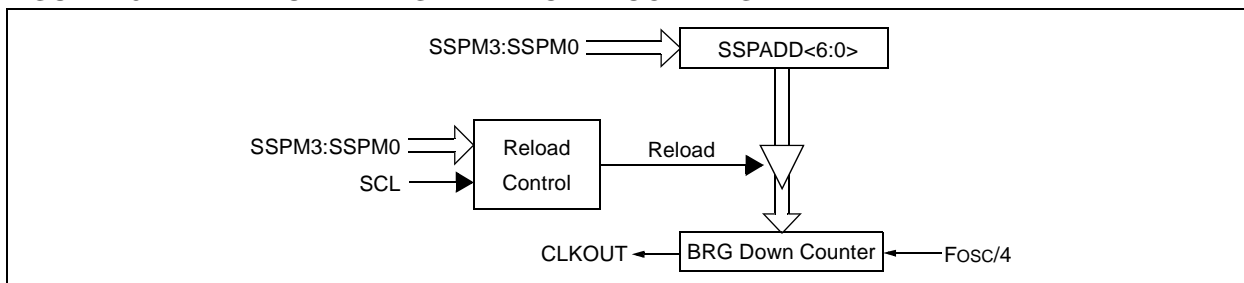 SSPM3:SSPM0
SSPADD<6:0>
SSPM3:SSPM0
SCL
Reload
Control
Reload
CLKOUT
BRG Down Counter
FOSC/4